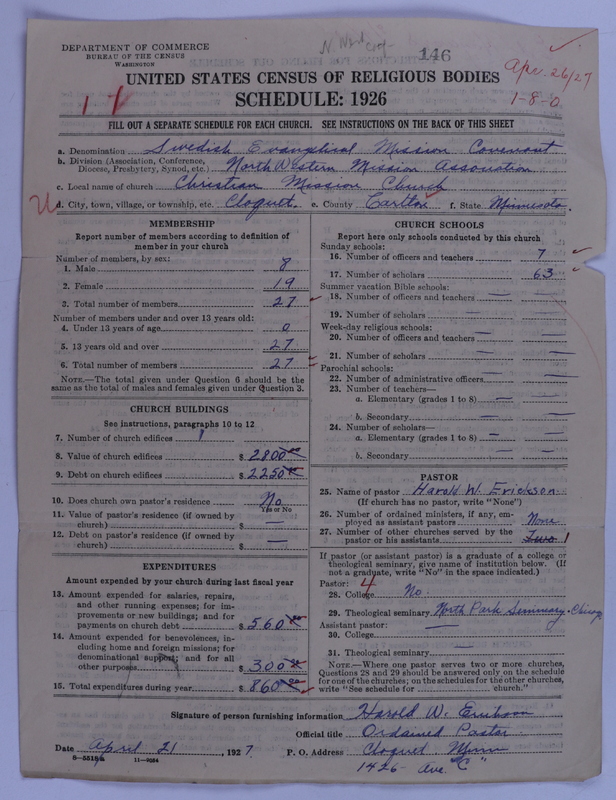 DEPARTMENT OF COMMERCE
BUREAU OF THE CENSUS
WASHINGTON
146
Apr. 26/27
1-8-0
UNITED STATES CENSUS OF RELIGIOUS BODIES
SCHEDULE: 1926
FILL OUT A SEPARATE SCHEDULE FOR EACH CHURCH. SEE INSTRUCTIONS ON THE BACK OF THIS SHEET
a. Denomination Swedish Evangelical Mission Covenant
b. Division (Association, Conference, Diocese, Presbytery, Synod, etc.) North Western Mission Association
c. Local name of church Christian Mission Church
d. City, town, village, or township, etc. Cloquet. e. County Carlton f. State Minnesota
MEMBERSHIP
Report number of members according to definition of member in your church
Number of members, by sex:
1. Male 8
2. Female 19
3. Total number of members 27
Number of members under and over 13 years old:
4. Under 13 years of age 0
5. 13 years old and over 27
6. Total number of members 27
NOTE.—The total given under Question 6 should be the same as the total of males and females given under Question 3.
CHURCH BUILDINGS
See instructions, paragraphs 10 to 12
7. Number of church edifices 1
8. Value of church edifices $ 2800 00
9. Debt on church edifices $ 2250 00
10. Does church own pastor's residence No
Yes or No
11. Value of pastor's residence (if owned by church) $ —
12. Debt on pastor's residence (if owned by church) $ —
EXPENDITURES
Amount expended by your church during last fiscal year
13. Amount expended for salaries, repairs, and other running expenses; for improvements or new buildings; and for payments on church debt $ 560 00
14. Amount expended for benevolences, including home and foreign missions; for denominational support; and for all other purposes $ 300 00
15. Total expenditures during year $ 860 00
CHURCH SCHOOLS
Report here only schools conducted by this church
Sunday schools:
16. Number of officers and teachers 7
17. Number of scholars 63
Summer vacation Bible schools:
18. Number of officers and teachers —
19. Number of scholars —
Week-day religious schools:
20. Number of officers and teachers —
21. Number of scholars —
Parochial schools:
22. Number of administrative officers —
23. Number of teachers—
a. Elementary (grades 1 to 8) —
b. Secondary —
24. Number of scholars—
a. Elementary (grades 1 to 8) —
b. Secondary —
PASTOR
25. Name of pastor Harold W. Erickson
(If church has no pastor, write "None")
26. Number of ordained ministers, if any, employed as assistant pastors None
27. Number of other churches served by the pastor or his assistants Two 1
If pastor (or assistant pastor) is a graduate of a college or theological seminary, give name of institution below. (If not a graduate, write "No" in the space indicated.)
Pastor: 4
28. College No.
29. Theological seminary North Park Seminary - Chicago
Assistant pastor:
30. College —
31. Theological seminary —
NOTE.—Where one pastor serves two or more churches, Questions 28 and 29 should be answered only on the schedule for one of the churches; on the schedules for the other churches, write "See schedule for church."
Signature of person furnishing information Harold W. Erickson
Official title Ordained Pastor
Date April 21, 1927 P. O. Address Cloquet, Minn
8—5518a 11—9054
1426- Ave. "C"